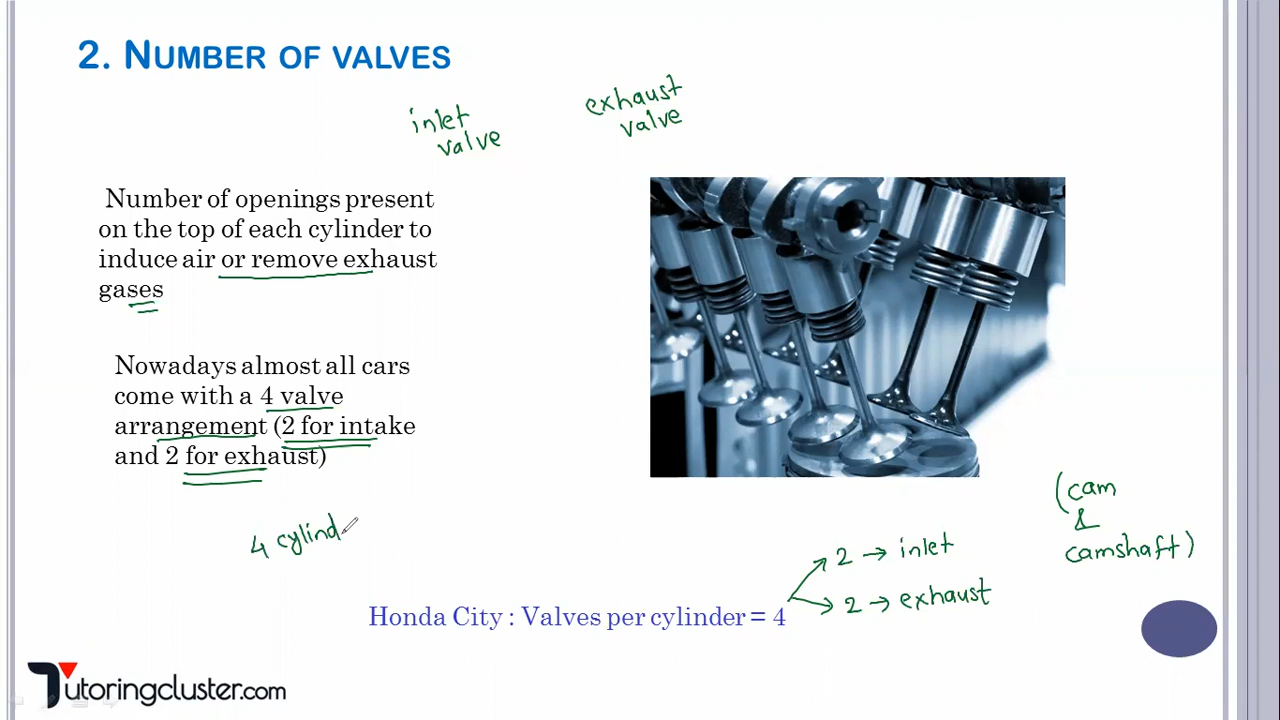 2. NUMBER OF VALVES
inlet
valve
exhaust
valve
Number of openings present
on the top of each cylinder to
induce air or remove exhaust
gases
Nowadays almost all cars
come with a 4 valve
arrangement (2 for intake
and 2 for exhaust)
4 cylind
(cam
&
camshaft)
2 → inlet
2 → exhaust
Honda City : Valves per cylinder = 4
Tutoringcluster.com